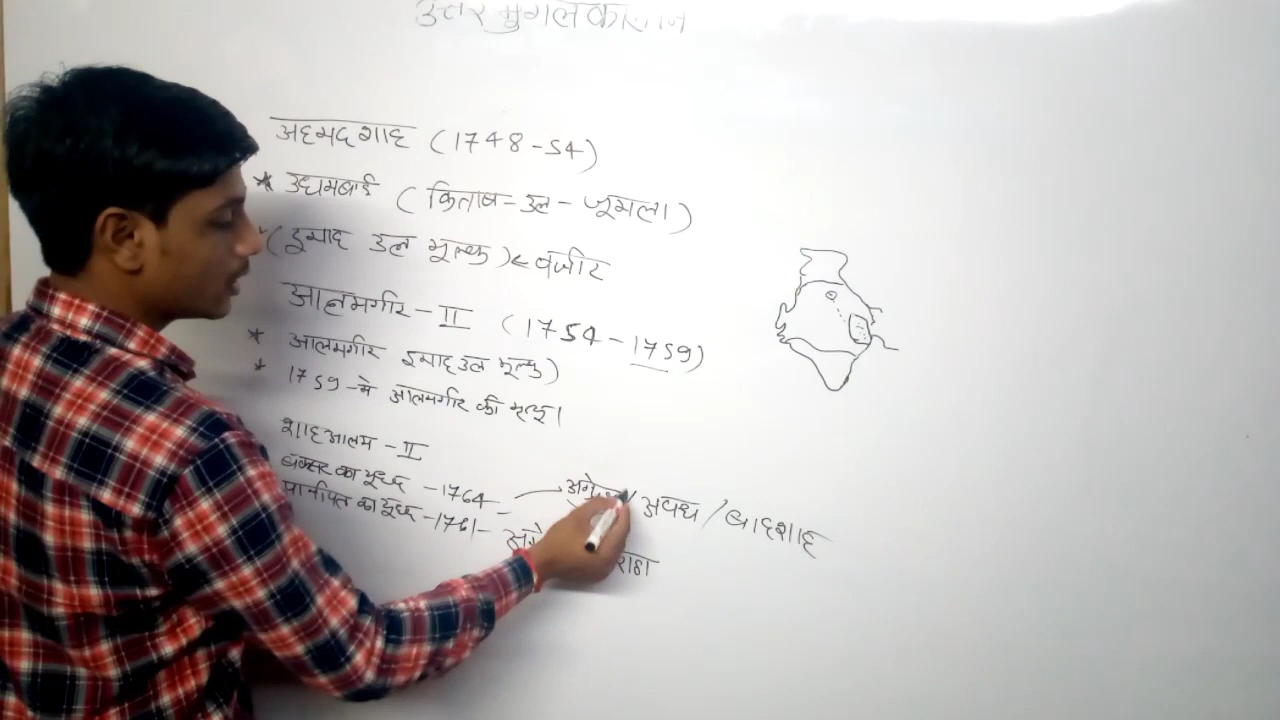 उत्तर मुगलकालीन
अहमदशाह (1748-54)
* उधमबाई (किताब-उल-जूमला)
(इमाद उल मूल्क) ← वजीर
आलमगीर-II (1754-1759)
* आलमगीर इमाद उल मूल्क)
* 1759 में आलमगीर की मृत्यू।
शाहआलम-II
बक्सर का यूध्द -1764- अवध / बादशाह
पानीपत का यूध्द -1761-